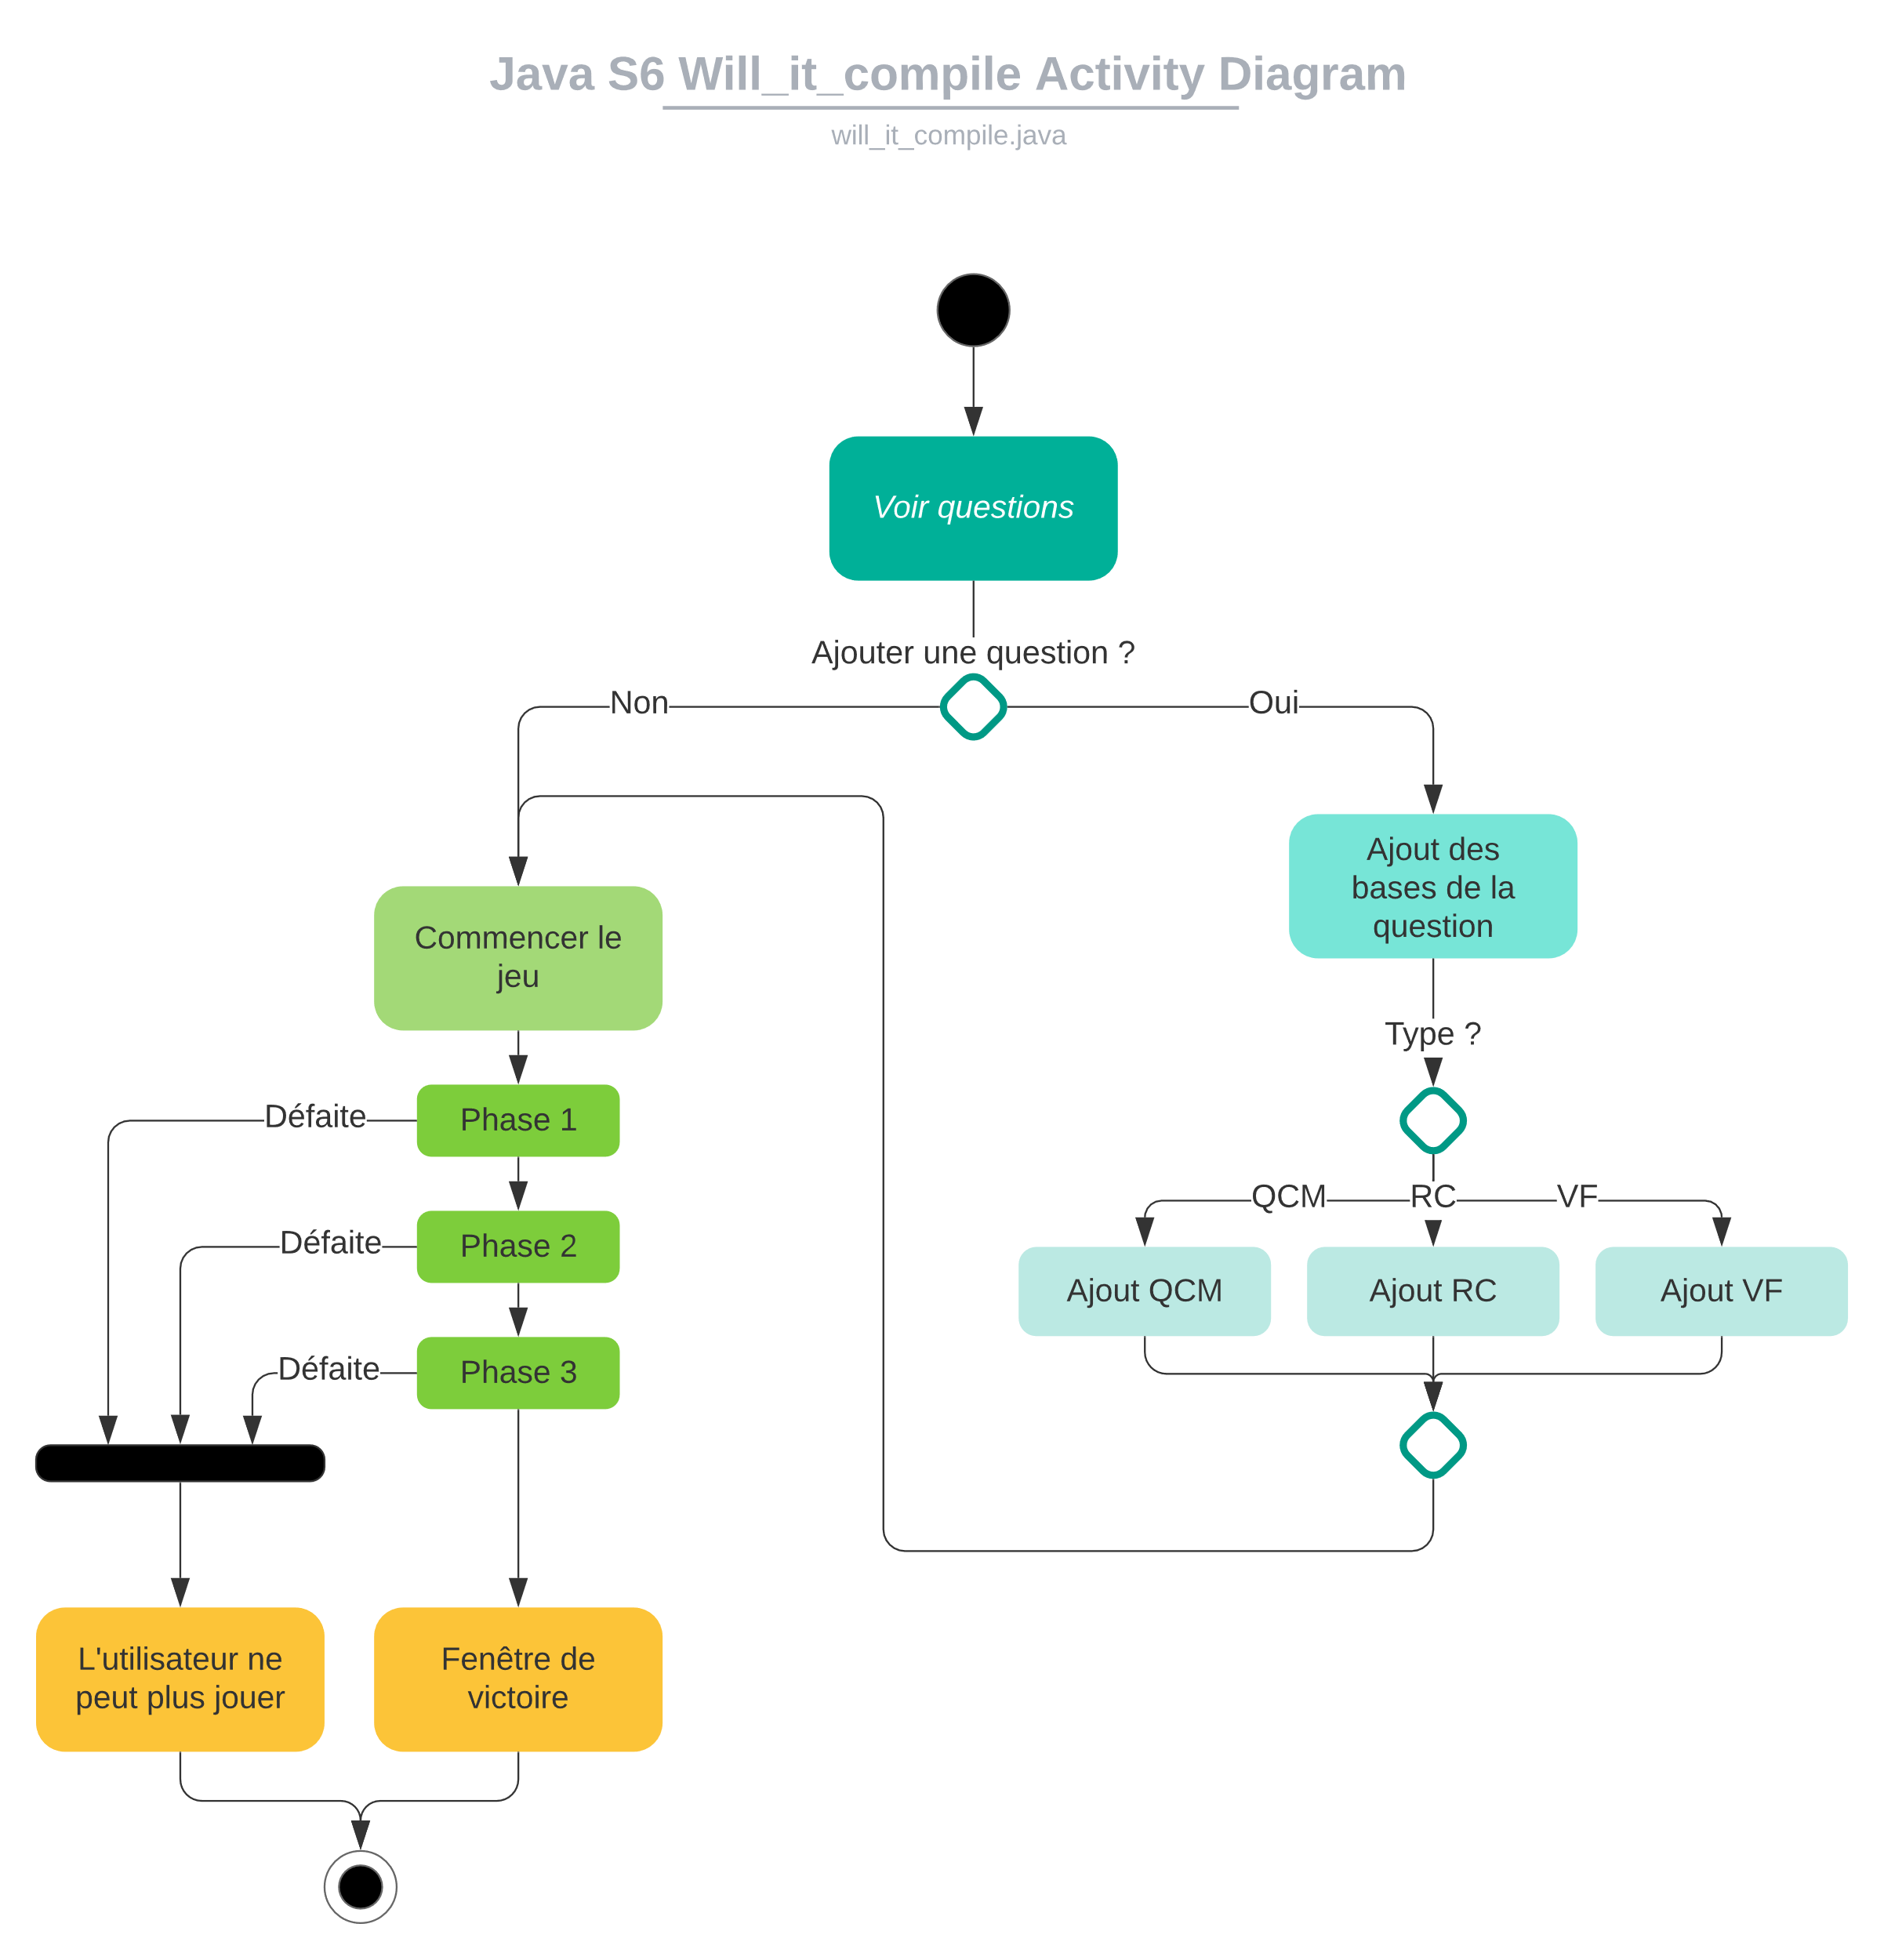 Java S6 Will_it_compile Activity Diagram
will_it_compile.java
Voir questions
Ajouter une question ?
Non
Oui
Ajout des
bases de la
question
Commencer le
jeu
Type ?
Défaite
Phase 1
QCM
RC
VF
Défaite
Phase 2
Ajout QCM
Ajout RC
Ajout VF
Défaite
Phase 3
L'utilisateur ne
peut plus jouer
Fenêtre de
victoire